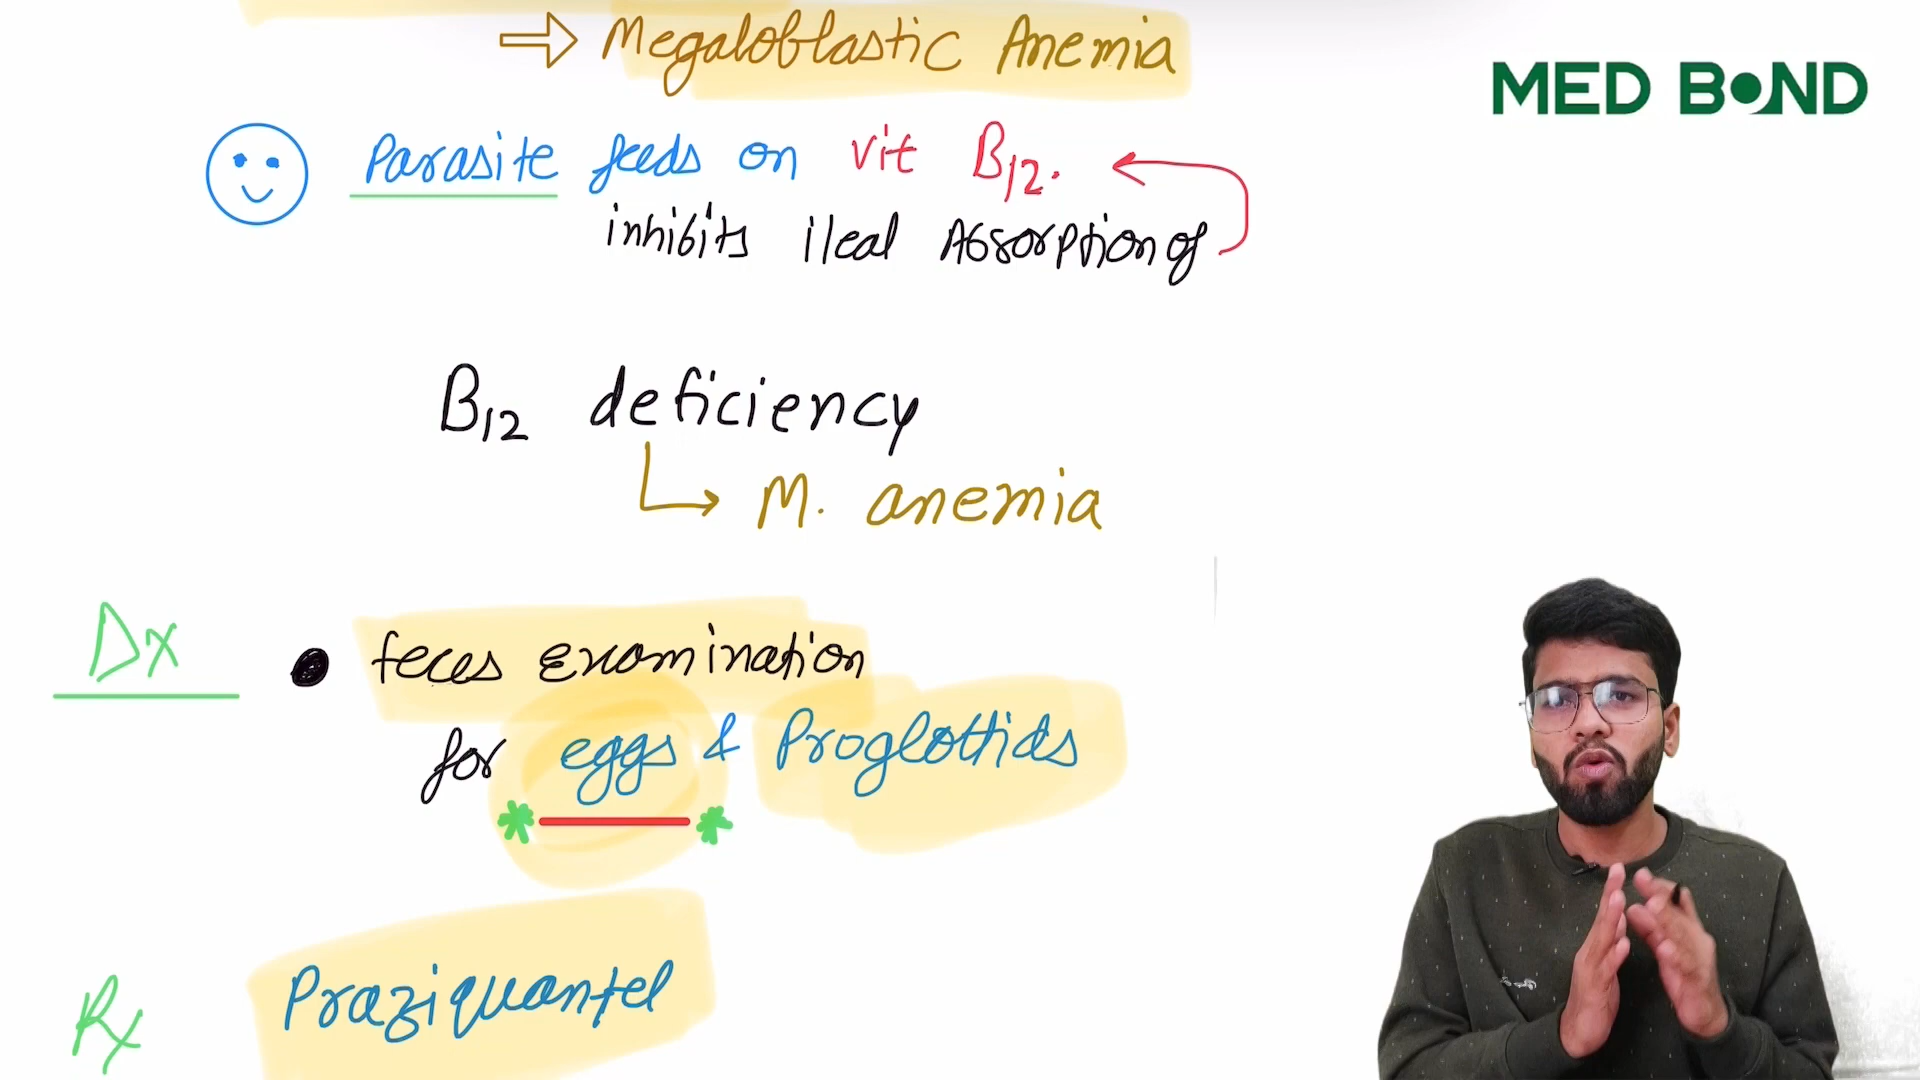 ⇒ Megaloblastic Anemia
MED BOND
Parasite feeds on vit B12.
inhibits ileal Absorption of
B12 deficiency
M. anemia
Dx
• feces examination
for eggs & Proglottids
Rx
Praziquantel